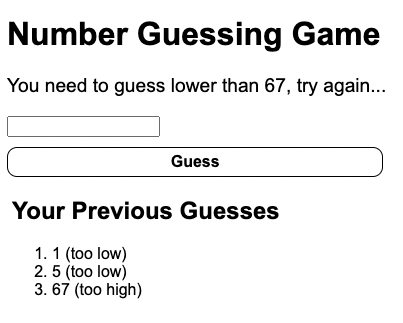 Number Guessing Game
You need to guess lower than 67, try again...
Guess
Your Previous Guesses
1. 1 (too low)
2. 5 (too low)
3. 67 (too high)